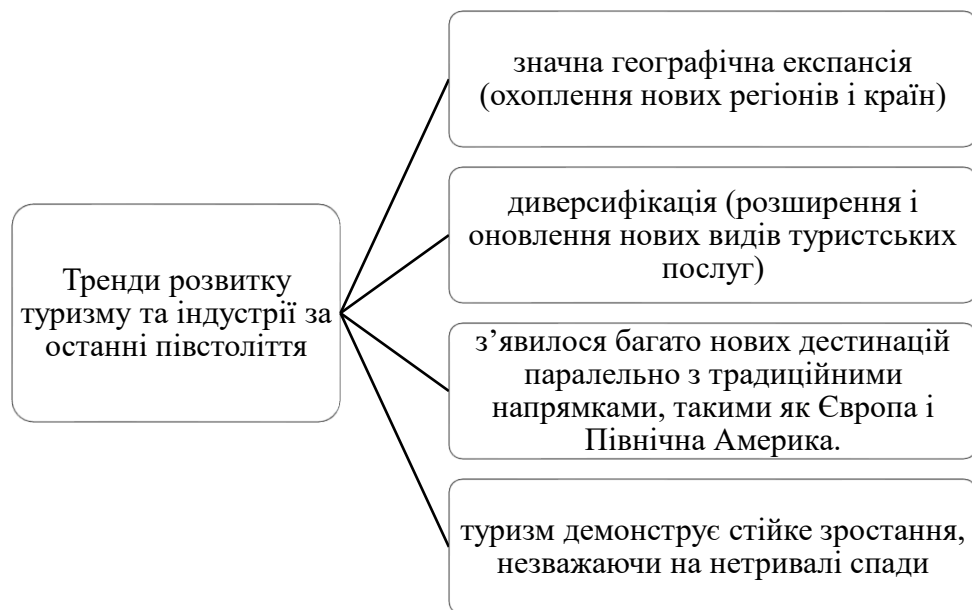 Тренди розвитку
туризму та індустрії за
останні півстоліття
значна географічна експансія
(охоплення нових регіонів і країн)
диверсифікація (розширення і
оновлення нових видів туристських
послуг)
з’явилося багато нових дестинацій
паралельно з традиційними
напрямками, такими як Європа і
Північна Америка.
туризм демонструє стійке зростання,
незважаючи на нетривалі спади